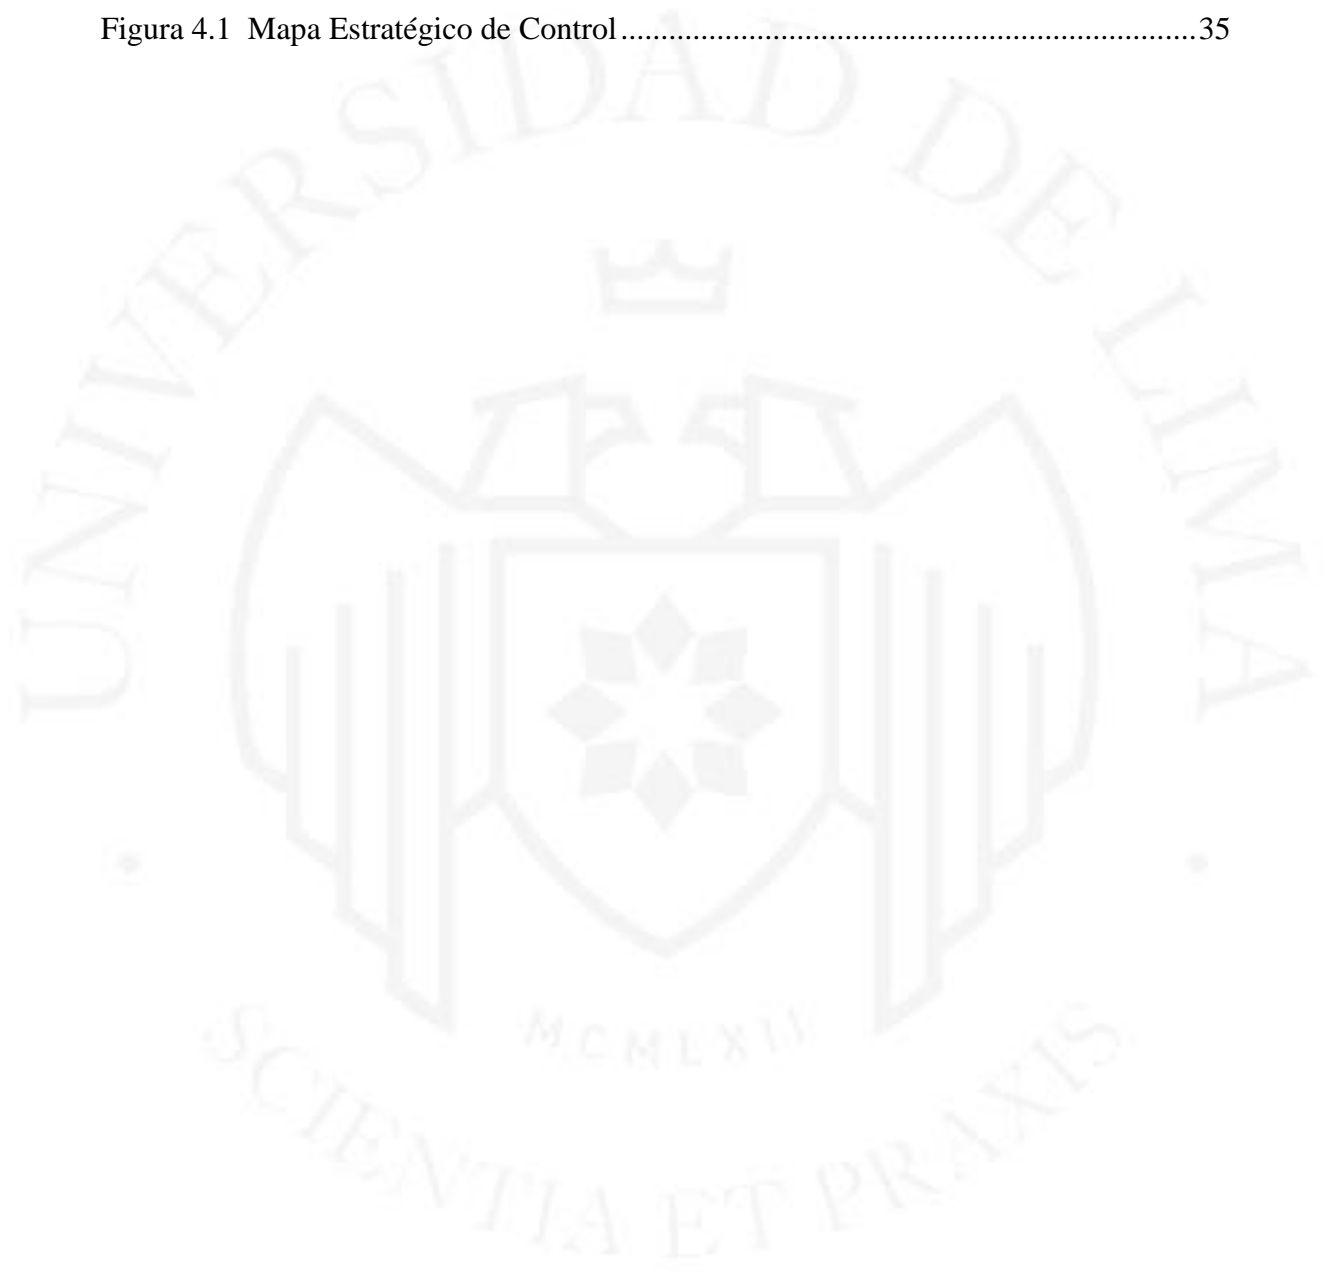 Figura 4.1 Mapa Estratégico de Control......................................................................35
UNIVERSIDAD DE LIMA
MCMLXII
SCIENTIA ET PRAXIS